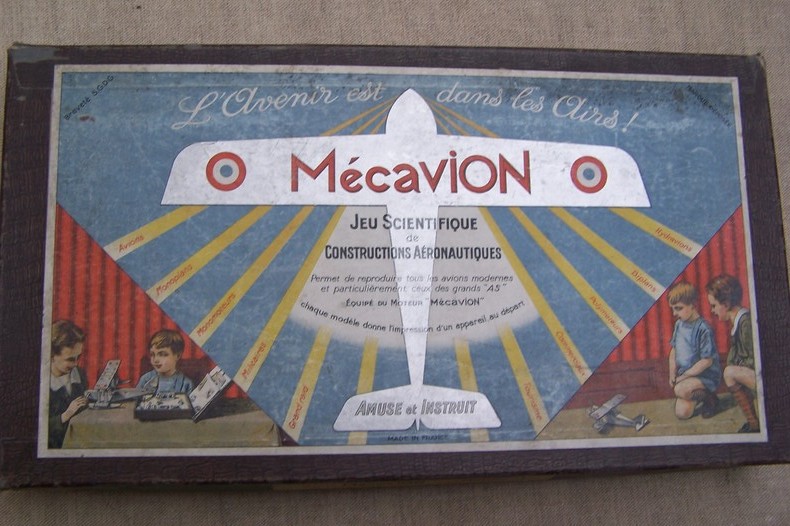 Breveté S.G.D.G
L'Avenir est dans les Airs!
MécaviON
JEU SCIENTIFIQUE
de
CONSTRUCTIONS AÉRONAUTIQUES
Permet de reproduire tous les avions modernes
et particulièrement ceux des grands "AS"
ÉQUIPÉ DU MOTEUR "MÉCAVION"
chaque modèle donne l'impression d'un appareil au départ
Avions
Monoplans
Monomoteurs
Militaires
Grand raid
Hydravions
Biplans
Polymoteurs
Commerciaux
Tourisme
AMUSE et INSTRUIT
MADE IN FRANCE